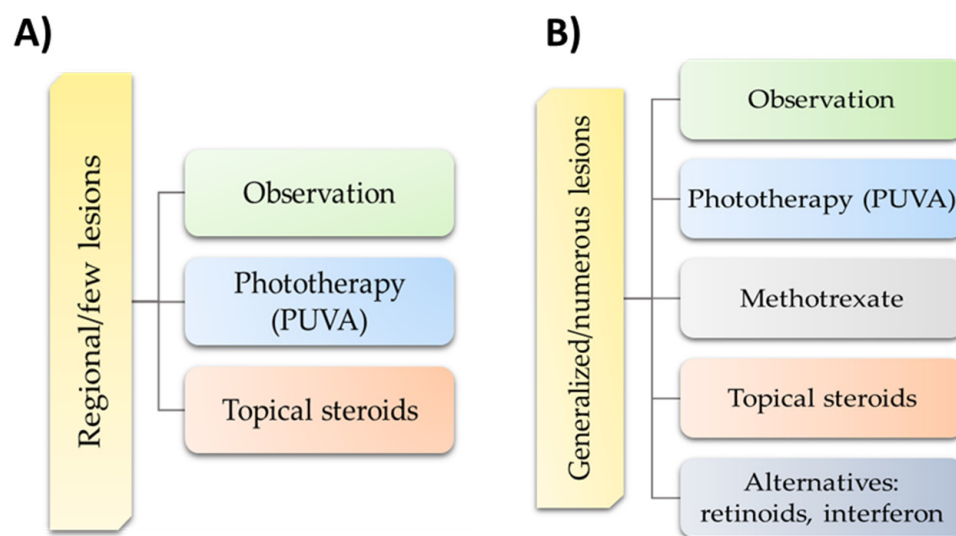 A)
Regional/few lesions
Observation
Phototherapy
(PUVA)
Topical steroids
B)
Generalized/numerous lesions
Observation
Phototherapy (PUVA)
Methotrexate
Topical steroids
Alternatives:
retinoids, interferon